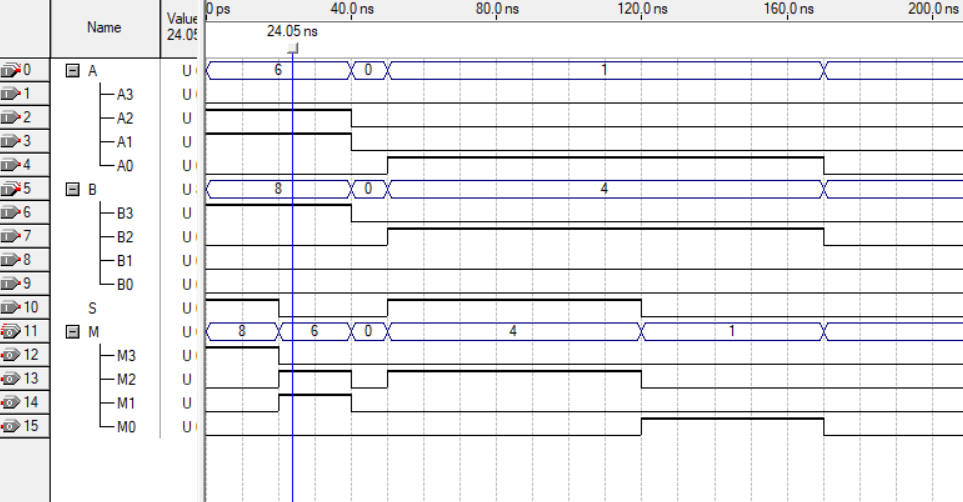 Name Value 24.05 0 ps 40.0 ns 80.0 ns 120.0 ns 160.0 ns 200.0 ns
24.05 ns
0 A U 6 0 1
1 A3 U
2 A2 U
3 A1 U
4 A0 U
5 B U 8 0 4
6 B3 U
7 B2 U
8 B1 U
9 B0 U
10 S U
11 M U 8 6 0 4 1
12 M3 U
13 M2 U
14 M1 U
15 M0 U